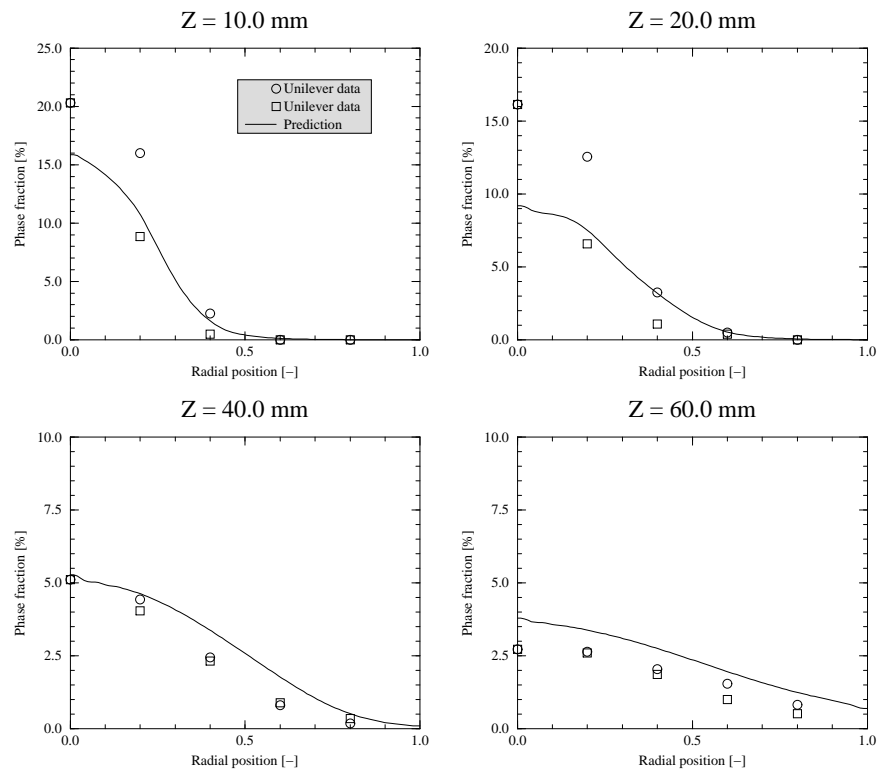 Z = 10.0 mm
25.0
20.0
15.0
10.0
5.0
0.0
Phase fraction [%]
0.0 0.5 1.0
Radial position [−]
Unilever data
Unilever data
Prediction
Z = 20.0 mm
20.0
15.0
10.0
5.0
0.0
Phase fraction [%]
0.0 0.5 1.0
Radial position [−]
Z = 40.0 mm
10.0
7.5
5.0
2.5
0.0
Phase fraction [%]
0.0 0.5 1.0
Radial position [−]
Z = 60.0 mm
10.0
7.5
5.0
2.5
0.0
Phase fraction [%]
0.0 0.5 1.0
Radial position [−]